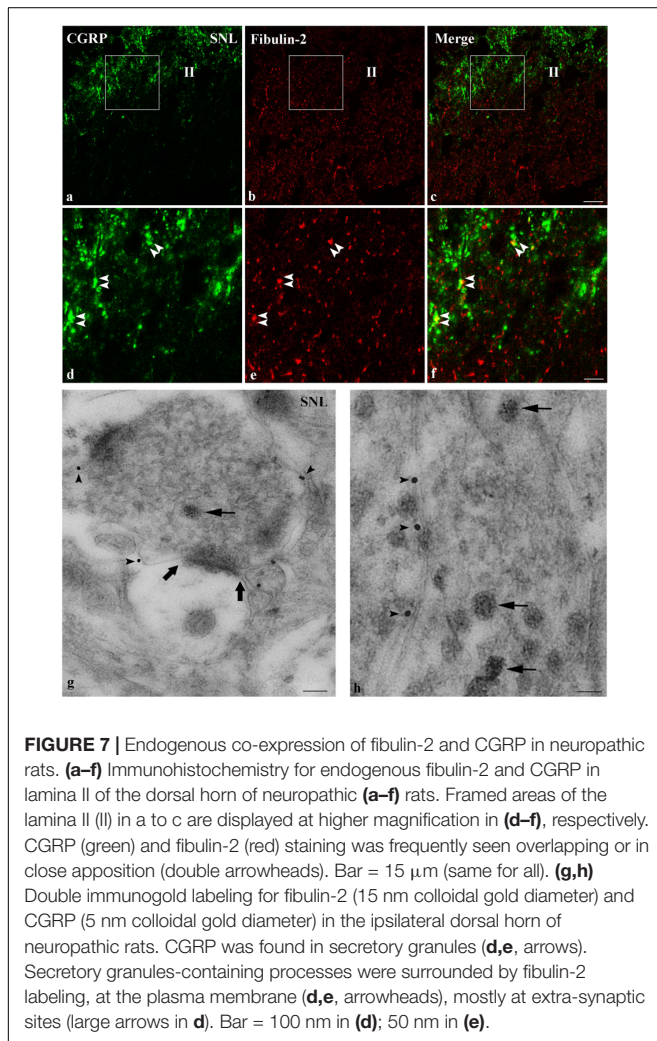 CGRP SNL Fibulin-2 Merge
II II II
a b c
d e f
SNL
g h
FIGURE 7 | Endogenous co-expression of fibulin-2 and CGRP in neuropathic
rats. (a–f) Immunohistochemistry for endogenous fibulin-2 and CGRP in
lamina II of the dorsal horn of neuropathic (a–f) rats. Framed areas of the
lamina II (II) in a to c are displayed at higher magnification in (d–f), respectively.
CGRP (green) and fibulin-2 (red) staining was frequently seen overlapping or in
close apposition (double arrowheads). Bar = 15 μm (same for all). (g,h)
Double immunogold labeling for fibulin-2 (15 nm colloidal gold diameter) and
CGRP (5 nm colloidal gold diameter) in the ipsilateral dorsal horn of
neuropathic rats. CGRP was found in secretory granules (d,e, arrows).
Secretory granules-containing processes were surrounded by fibulin-2
labeling, at the plasma membrane (d,e, arrowheads), mostly at extra-synaptic
sites (large arrows in d). Bar = 100 nm in (d); 50 nm in (e).